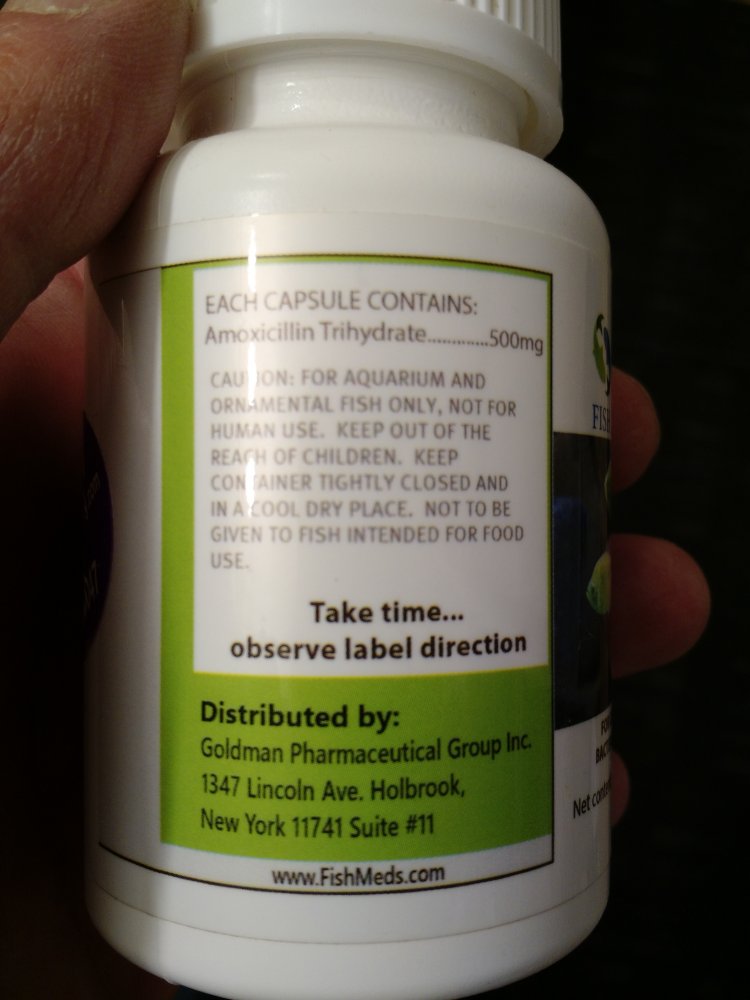 EACH CAPSULE CONTAINS:
Amoxicillin Trihydrate.............500mg
CAUTION: FOR AQUARIUM AND
ORNAMENTAL FISH ONLY, NOT FOR
HUMAN USE. KEEP OUT OF THE
REACH OF CHILDREN. KEEP
CONTAINER TIGHTLY CLOSED AND
IN A COOL DRY PLACE. NOT TO BE
GIVEN TO FISH INTENDED FOR FOOD
USE.
Take time...
observe label direction
Distributed by:
Goldman Pharmaceutical Group Inc.
1347 Lincoln Ave. Holbrook,
New York 11741 Suite #11
www.FishMeds.com
FISH
Net